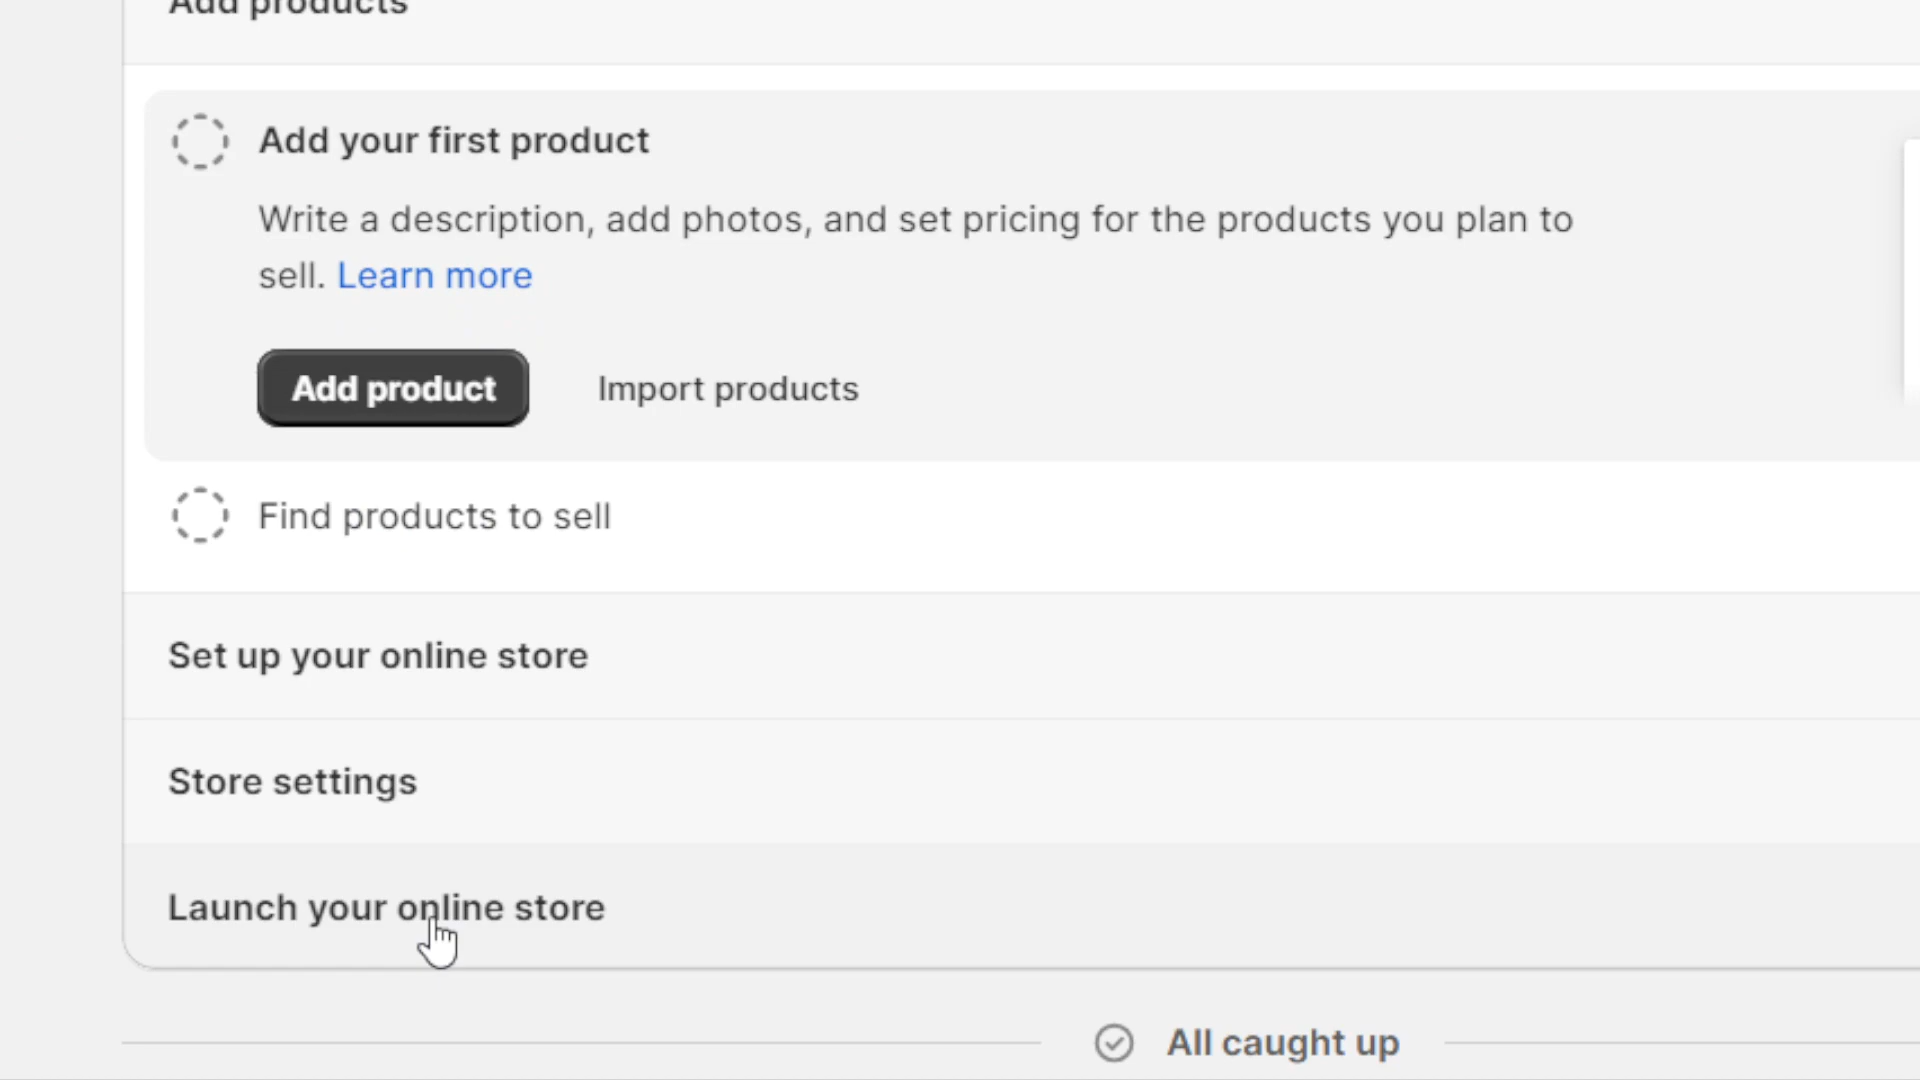 Add products
Add your first product
Write a description, add photos, and set pricing for the products you plan to
sell. Learn more
Add product
Import products
Find products to sell
Set up your online store
Store settings
Launch your online store
All caught up